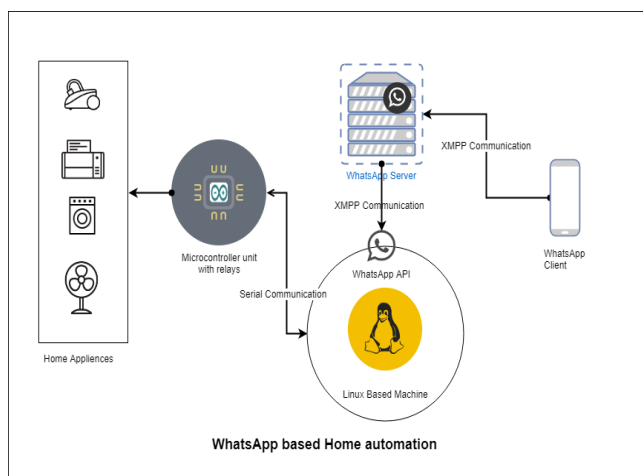 XMPP Communication
WhatsApp Server
XMPP Communication
Microcontroller unit
with relays
WhatsApp
Client
WhatsApp API
Serial Communication
Home Appliences
Linux Based Machine
WhatsApp based Home automation